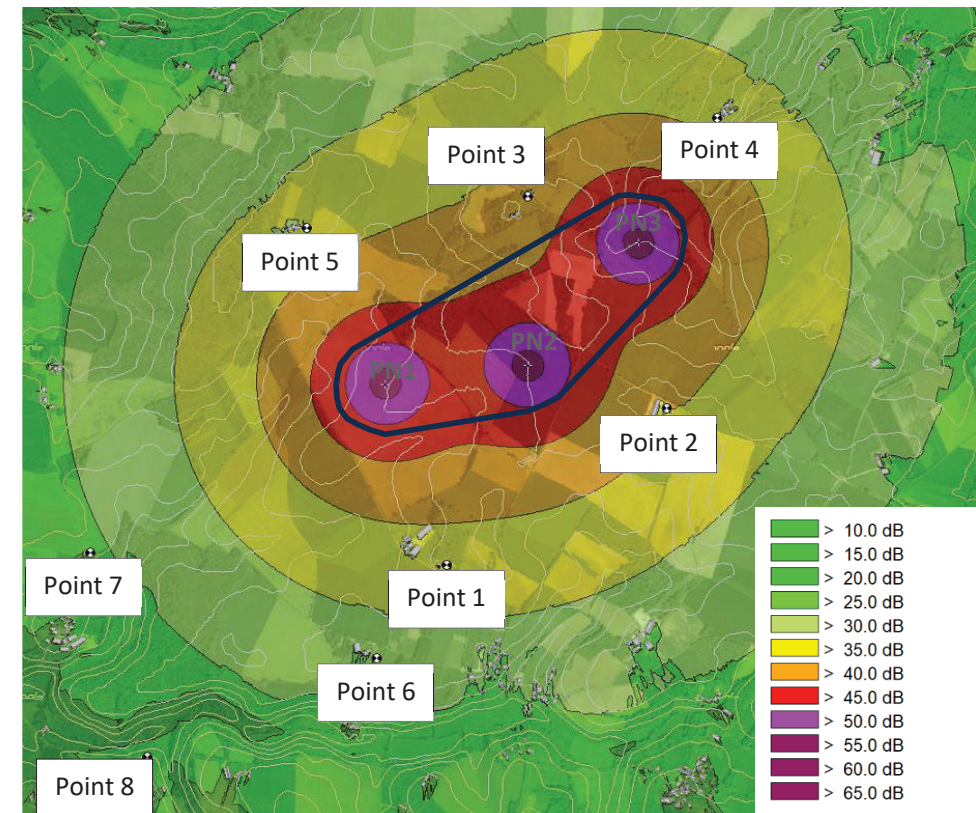 Point 3
Point 4
Point 5
PN3
PN2
PN1
Point 2
Point 7
Point 1
Point 6
Point 8
> 10.0 dB
> 15.0 dB
> 20.0 dB
> 25.0 dB
> 30.0 dB
> 35.0 dB
> 40.0 dB
> 45.0 dB
> 50.0 dB
> 55.0 dB
> 60.0 dB
> 65.0 dB